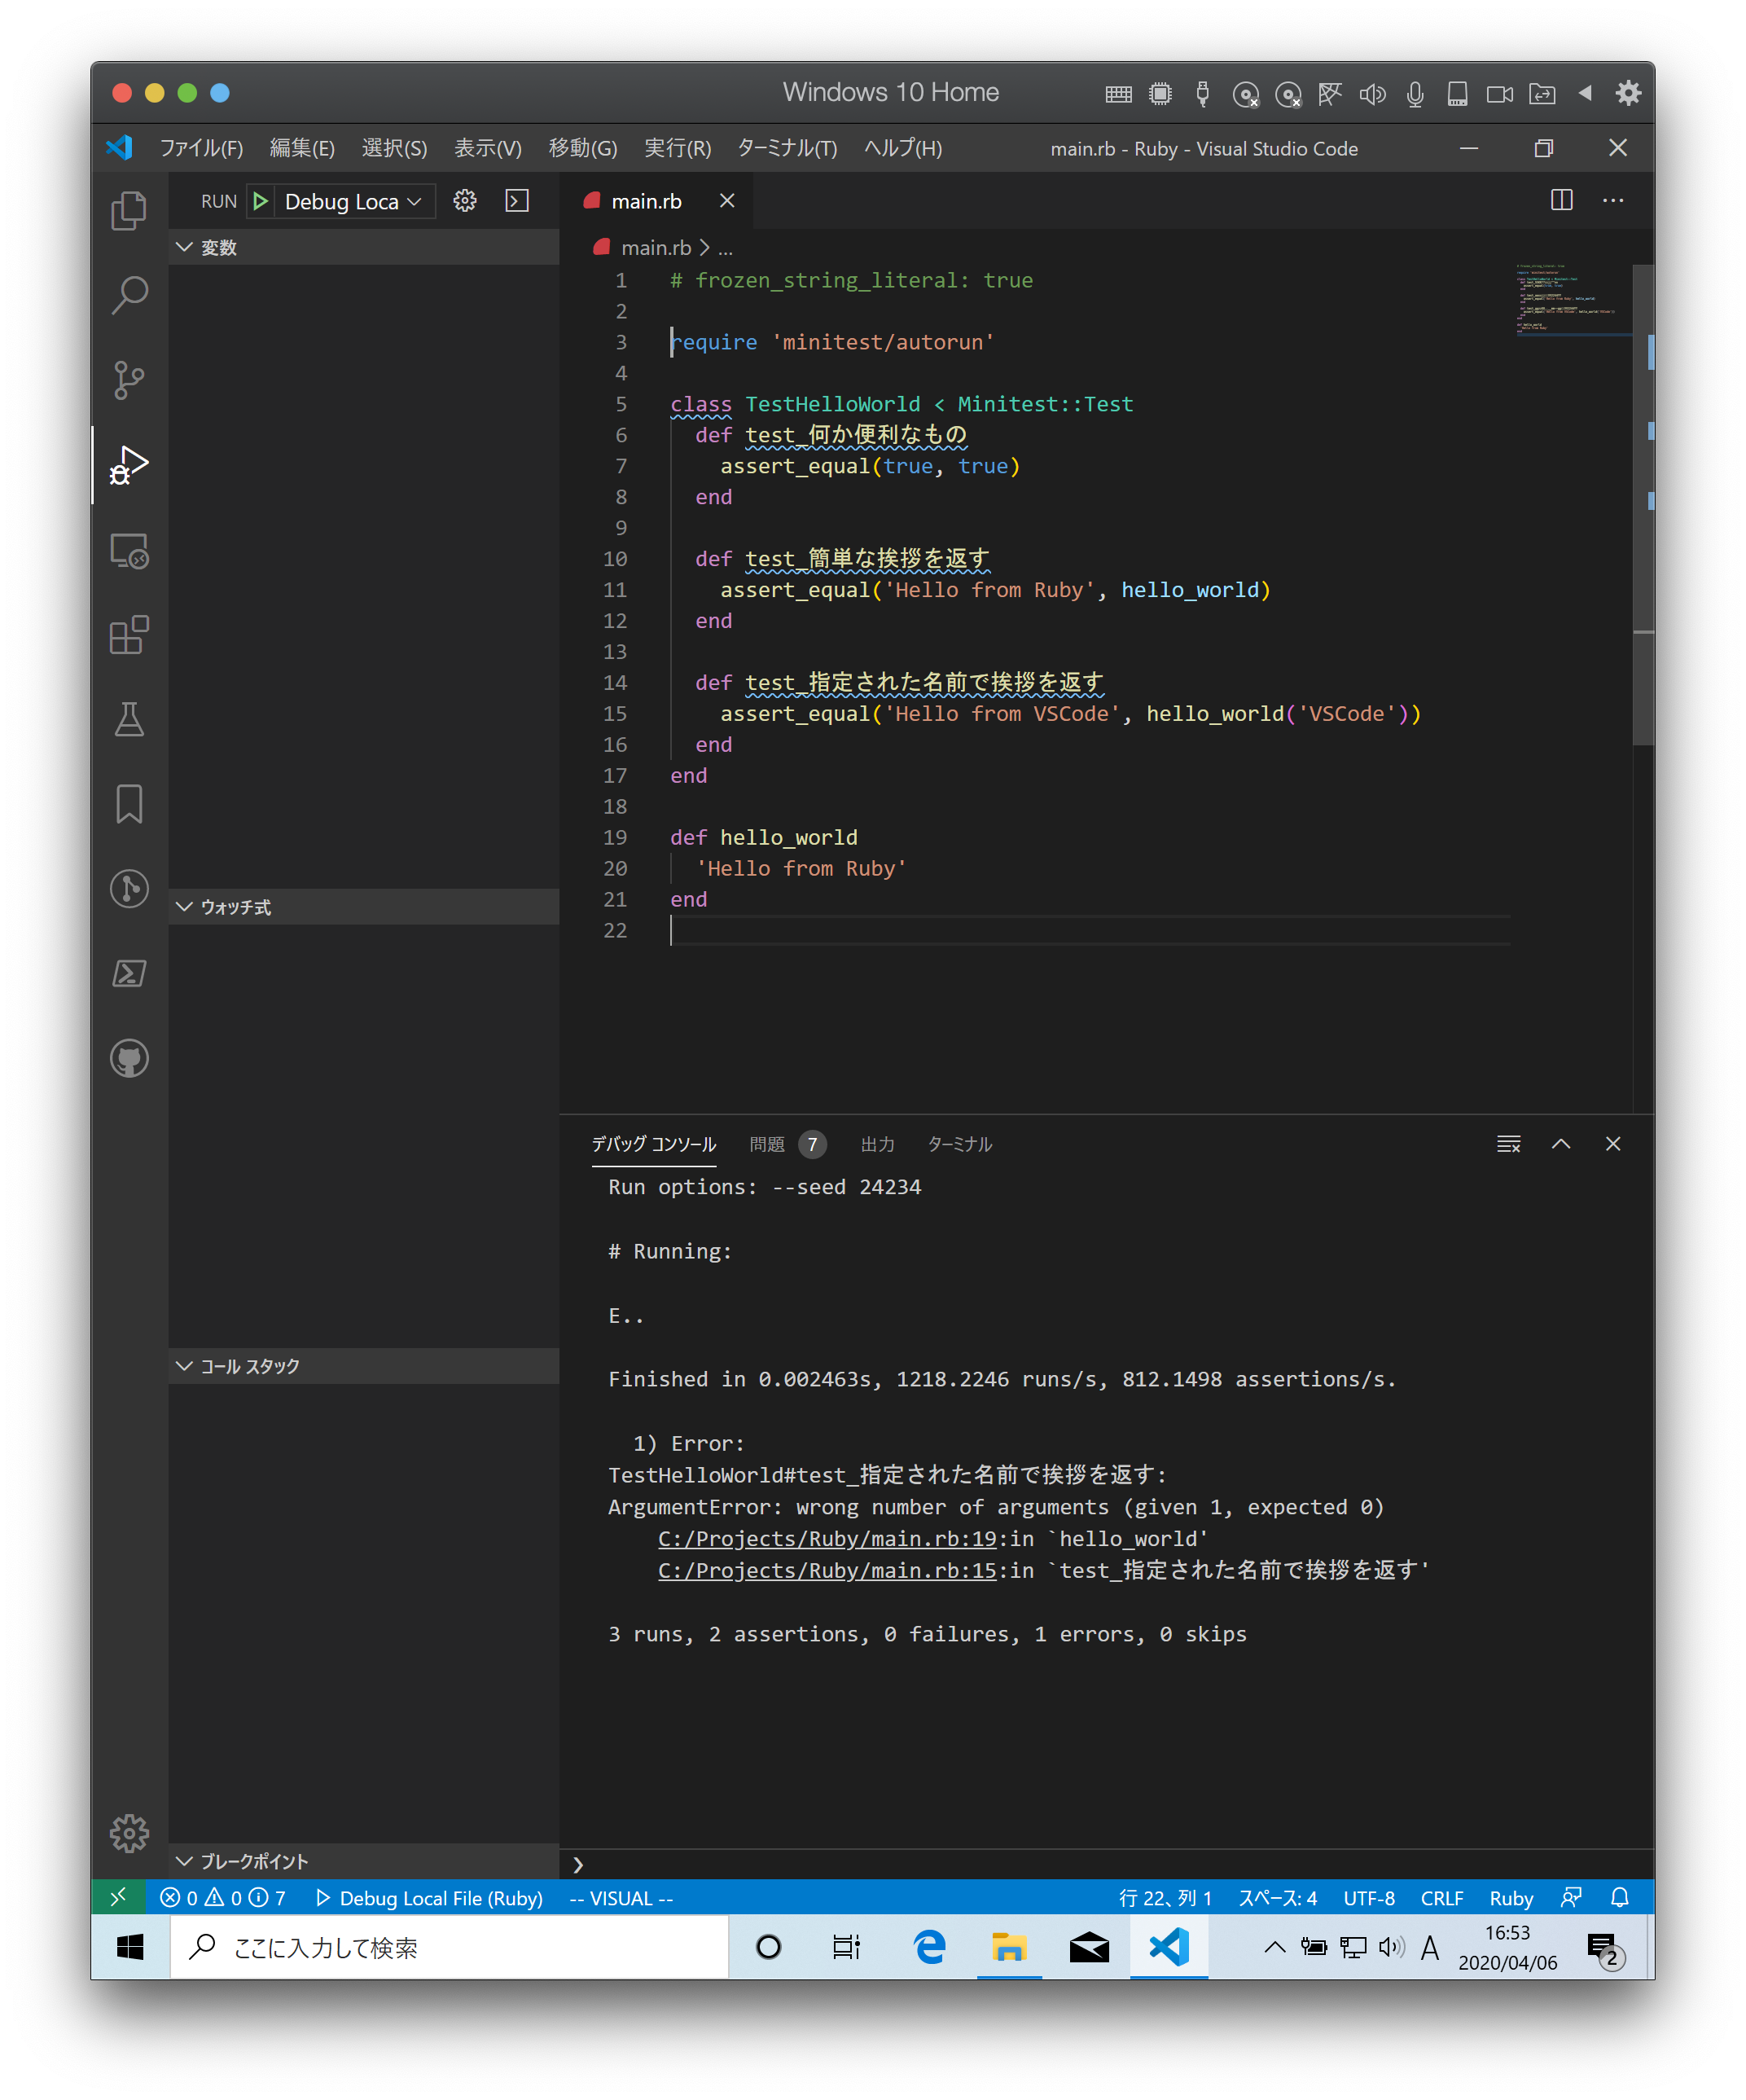 Windows 10 Home
ファイル(F) 編集(E) 選択(S) 表示(V) 移動(G) 実行(R) ターミナル(T) ヘルプ(H) main.rb - Ruby - Visual Studio Code
RUN Debug Loca
main.rb
変数
main.rb > ...
1 # frozen_string_literal: true
2
3 require 'minitest/autorun'
4
5 class TestHelloWorld < Minitest::Test
6 def test_何か便利なもの
7 assert_equal(true, true)
8 end
9
10 def test_簡単な挨拶を返す
11 assert_equal('Hello from Ruby', hello_world)
12 end
13
14 def test_指定された名前で挨拶を返す
15 assert_equal('Hello from VSCode', hello_world('VSCode'))
16 end
17 end
18
19 def hello_world
20 'Hello from Ruby'
21 end
22
ウォッチ式
コール スタック
ブレークポイント
デバッグ コンソール 問題 7 出力 ターミナル
Run options: --seed 24234
# Running:
E..
Finished in 0.002463s, 1218.2246 runs/s, 812.1498 assertions/s.
1) Error:
TestHelloWorld#test_指定された名前で挨拶を返す:
ArgumentError: wrong number of arguments (given 1, expected 0)
C:/Projects/Ruby/main.rb:19:in `hello_world'
C:/Projects/Ruby/main.rb:15:in `test_指定された名前で挨拶を返す'
3 runs, 2 assertions, 0 failures, 1 errors, 0 skips
0 0 7 Debug Local File (Ruby) -- VISUAL -- 行 22、列 1 スペース: 4 UTF-8 CRLF Ruby
ここに入力して検索
A
16:53
2020/04/06
2